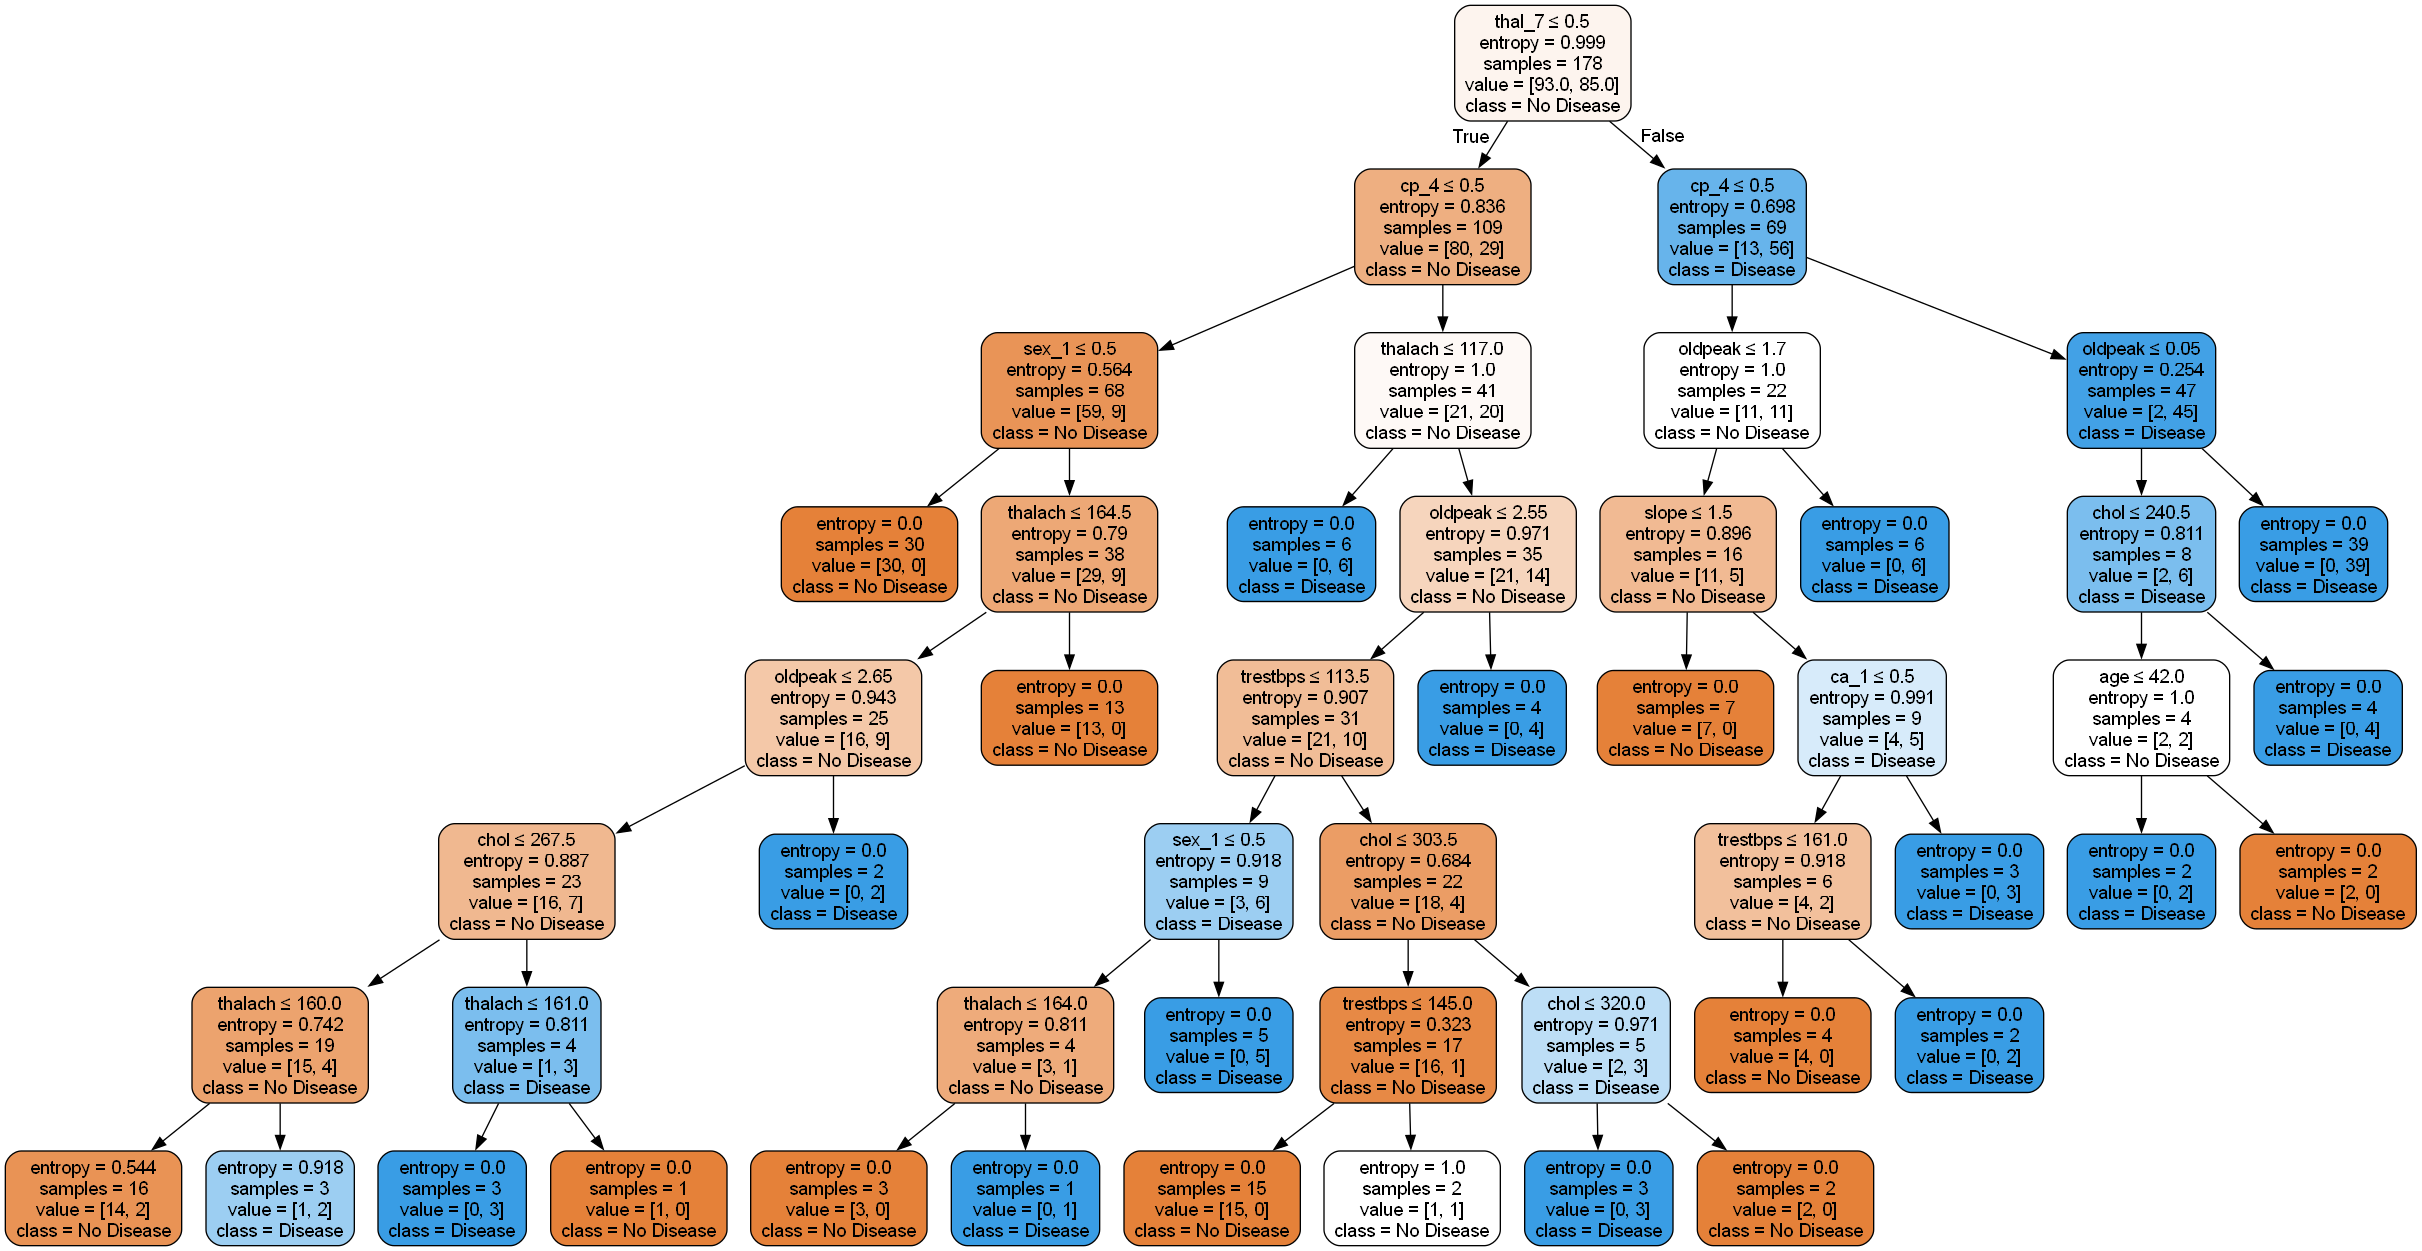 thal_7 ≤ 0.5
entropy = 0.999
samples = 178
value = [93.0, 85.0]
class = No Disease
True
False
cp_4 ≤ 0.5
entropy = 0.836
samples = 109
value = [80, 29]
class = No Disease
cp_4 ≤ 0.5
entropy = 0.698
samples = 69
value = [13, 56]
class = Disease
sex_1 ≤ 0.5
entropy = 0.564
samples = 68
value = [59, 9]
class = No Disease
thalach ≤ 117.0
entropy = 1.0
samples = 41
value = [21, 20]
class = No Disease
oldpeak ≤ 1.7
entropy = 1.0
samples = 22
value = [11, 11]
class = No Disease
oldpeak ≤ 0.05
entropy = 0.254
samples = 47
value = [2, 45]
class = Disease
entropy = 0.0
samples = 30
value = [30, 0]
class = No Disease
thalach ≤ 164.5
entropy = 0.79
samples = 38
value = [29, 9]
class = No Disease
entropy = 0.0
samples = 6
value = [0, 6]
class = Disease
oldpeak ≤ 2.55
entropy = 0.971
samples = 35
value = [21, 14]
class = No Disease
slope ≤ 1.5
entropy = 0.896
samples = 16
value = [11, 5]
class = No Disease
entropy = 0.0
samples = 6
value = [0, 6]
class = Disease
chol ≤ 240.5
entropy = 0.811
samples = 8
value = [2, 6]
class = Disease
entropy = 0.0
samples = 39
value = [0, 39]
class = Disease
oldpeak ≤ 2.65
entropy = 0.943
samples = 25
value = [16, 9]
class = No Disease
entropy = 0.0
samples = 13
value = [13, 0]
class = No Disease
trestbps ≤ 113.5
entropy = 0.907
samples = 31
value = [21, 10]
class = No Disease
entropy = 0.0
samples = 4
value = [0, 4]
class = Disease
entropy = 0.0
samples = 7
value = [7, 0]
class = No Disease
ca_1 ≤ 0.5
entropy = 0.991
samples = 9
value = [4, 5]
class = Disease
age ≤ 42.0
entropy = 1.0
samples = 4
value = [2, 2]
class = No Disease
entropy = 0.0
samples = 4
value = [0, 4]
class = Disease
chol ≤ 267.5
entropy = 0.887
samples = 23
value = [16, 7]
class = No Disease
entropy = 0.0
samples = 2
value = [0, 2]
class = Disease
sex_1 ≤ 0.5
entropy = 0.918
samples = 9
value = [3, 6]
class = Disease
chol ≤ 303.5
entropy = 0.684
samples = 22
value = [18, 4]
class = No Disease
trestbps ≤ 161.0
entropy = 0.918
samples = 6
value = [4, 2]
class = No Disease
entropy = 0.0
samples = 3
value = [0, 3]
class = Disease
entropy = 0.0
samples = 2
value = [0, 2]
class = Disease
entropy = 0.0
samples = 2
value = [2, 0]
class = No Disease
thalach ≤ 160.0
entropy = 0.742
samples = 19
value = [15, 4]
class = No Disease
thalach ≤ 161.0
entropy = 0.811
samples = 4
value = [1, 3]
class = Disease
thalach ≤ 164.0
entropy = 0.811
samples = 4
value = [3, 1]
class = No Disease
entropy = 0.0
samples = 5
value = [0, 5]
class = Disease
trestbps ≤ 145.0
entropy = 0.323
samples = 17
value = [16, 1]
class = No Disease
chol ≤ 320.0
entropy = 0.971
samples = 5
value = [2, 3]
class = Disease
entropy = 0.0
samples = 4
value = [4, 0]
class = No Disease
entropy = 0.0
samples = 2
value = [0, 2]
class = Disease
entropy = 0.544
samples = 16
value = [14, 2]
class = No Disease
entropy = 0.918
samples = 3
value = [1, 2]
class = Disease
entropy = 0.0
samples = 3
value = [0, 3]
class = Disease
entropy = 0.0
samples = 1
value = [1, 0]
class = No Disease
entropy = 0.0
samples = 3
value = [3, 0]
class = No Disease
entropy = 0.0
samples = 1
value = [0, 1]
class = Disease
entropy = 0.0
samples = 15
value = [15, 0]
class = No Disease
entropy = 1.0
samples = 2
value = [1, 1]
class = No Disease
entropy = 0.0
samples = 3
value = [0, 3]
class = Disease
entropy = 0.0
samples = 2
value = [2, 0]
class = No Disease